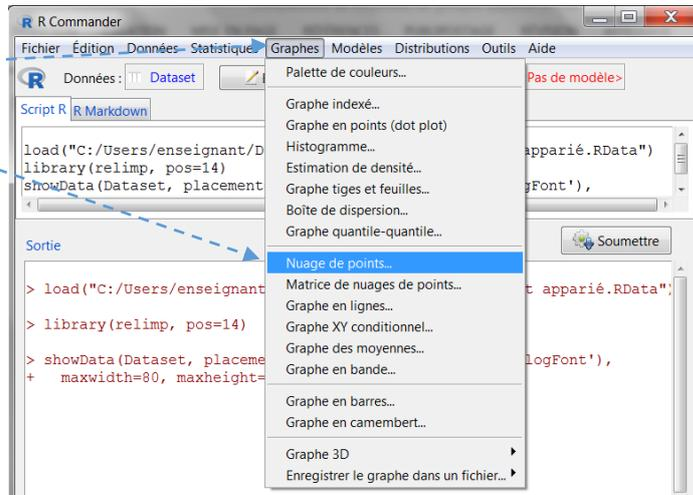 R Commander
Fichier Édition Données Statistiques Graphes Modèles Distributions Outils Aide
Données : Dataset Pas de modèle>
Script R R Markdown
load("C:/Users/enseignant/D apparié.RData")
library(relimp, pos=14)
showData(Dataset, placement ogFont'),
Sortie
Soumettre
> load("C:/Users/enseignant t apparié.RData")
> library(relimp, pos=14)
> showData(Dataset, placeme logFont'),
+ maxwidth=80, maxheight=
Palette de couleurs...
Graphe indexé...
Graphe en points (dot plot)
Histogramme...
Estimation de densité...
Graphe tiges et feuilles...
Boîte de dispersion...
Graphe quantile-quantile...
Nuage de points...
Matrice de nuages de points...
Graphe en lignes...
Graphe XY conditionnel...
Graphe des moyennes...
Graphe en bande...
Graphe en barres...
Graphe en camembert...
Graphe 3D
Enregistrer le graphe dans un fichier...